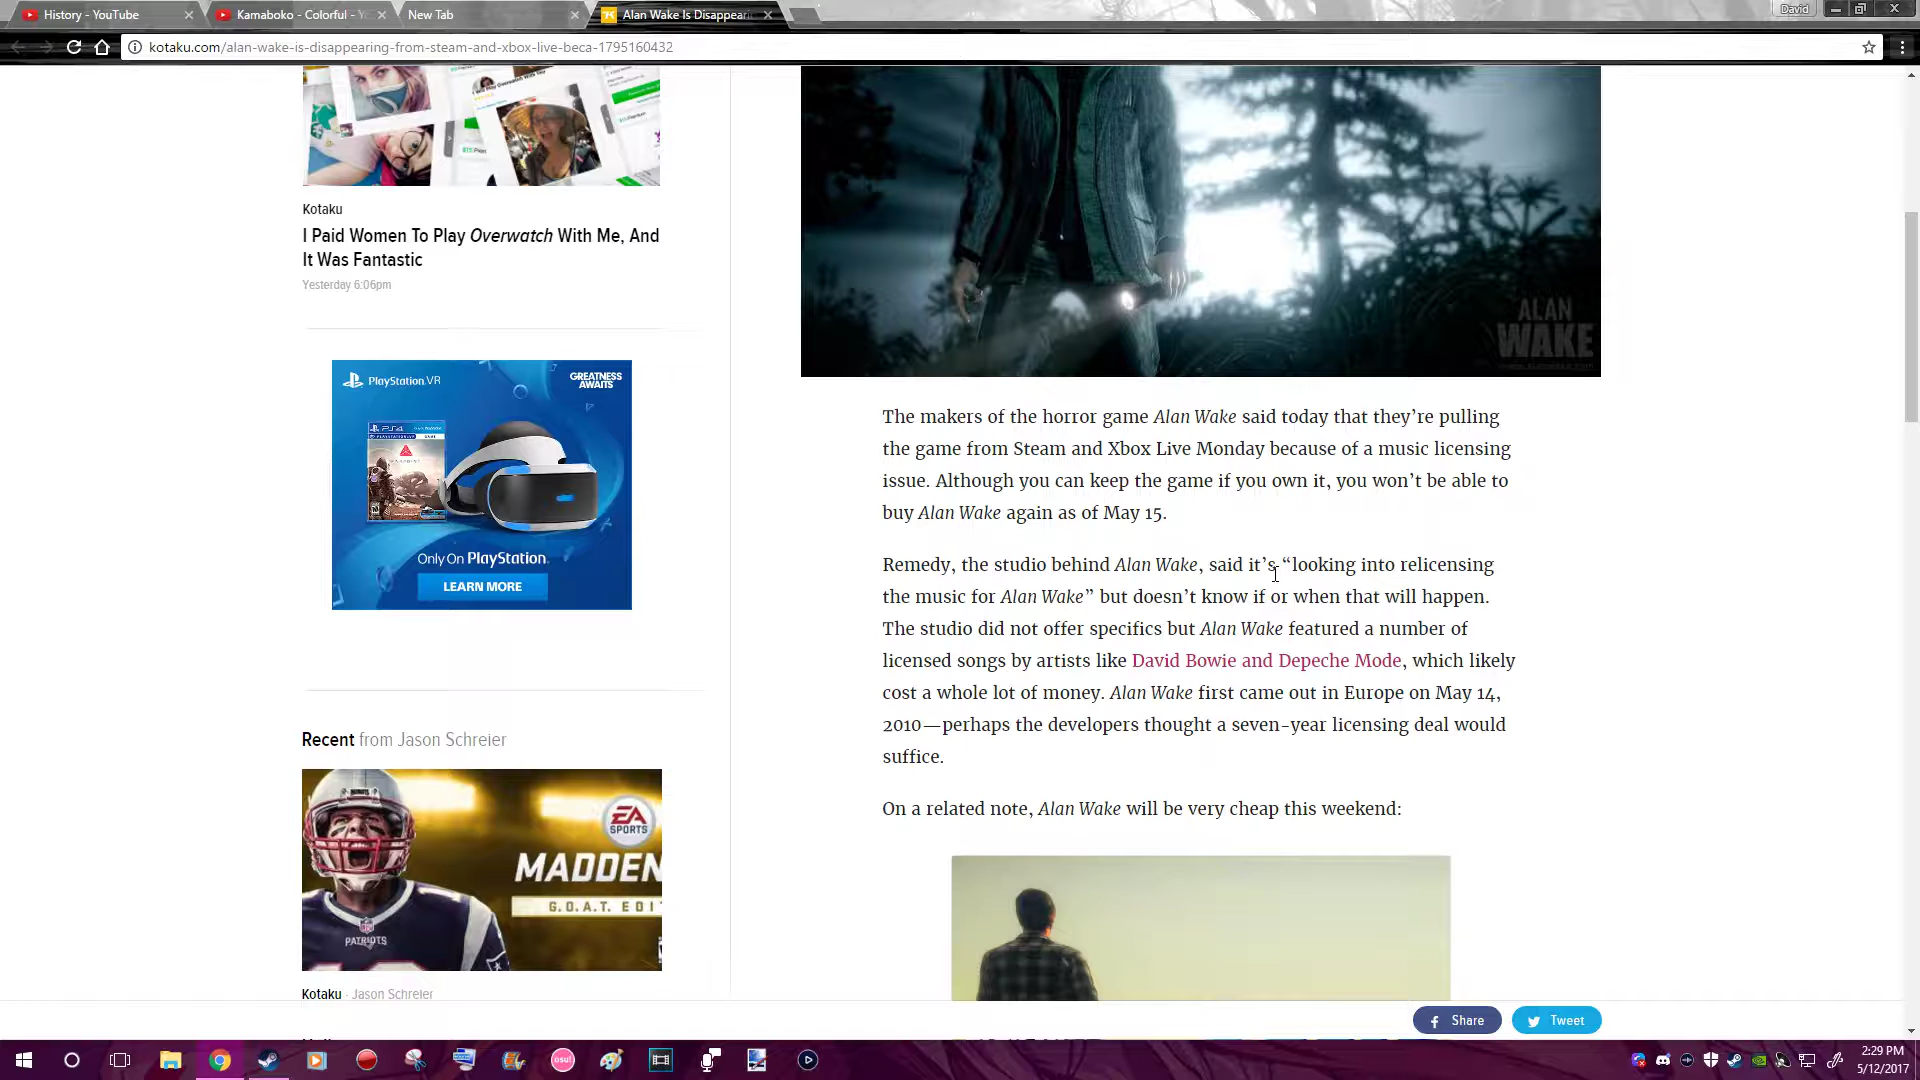 History - YouTube
Kamaboko - Colorful - Y
New Tab
Alan Wake Is Disappear
David
kotaku.com/alan-wake-is-disappearing-from-steam-and-xbox-live-beca-1795160432
Kotaku
I Paid Women To Play Overwatch With Me, And
It Was Fantastic
Yesterday 6:06pm
PlayStation.VR
GREATNESS
AWAITS
PS4
Only On PlayStation.
LEARN MORE
Recent from Jason Schreier
EA
SPORTS
MADDEN
G.O.A.T. EDI
PATRIOTS
Kotaku - Jason Schreier
ALAN
WAKE
The makers of the horror game Alan Wake said today that they’re pulling
the game from Steam and Xbox Live Monday because of a music licensing
issue. Although you can keep the game if you own it, you won’t be able to
buy Alan Wake again as of May 15.
Remedy, the studio behind Alan Wake, said it’s “looking into relicensing
the music for Alan Wake” but doesn’t know if or when that will happen.
The studio did not offer specifics but Alan Wake featured a number of
licensed songs by artists like David Bowie and Depeche Mode, which likely
cost a whole lot of money. Alan Wake first came out in Europe on May 14,
2010—perhaps the developers thought a seven-year licensing deal would
suffice.
On a related note, Alan Wake will be very cheap this weekend:
Share
Tweet
osu!
2:29 PM
5/12/2017